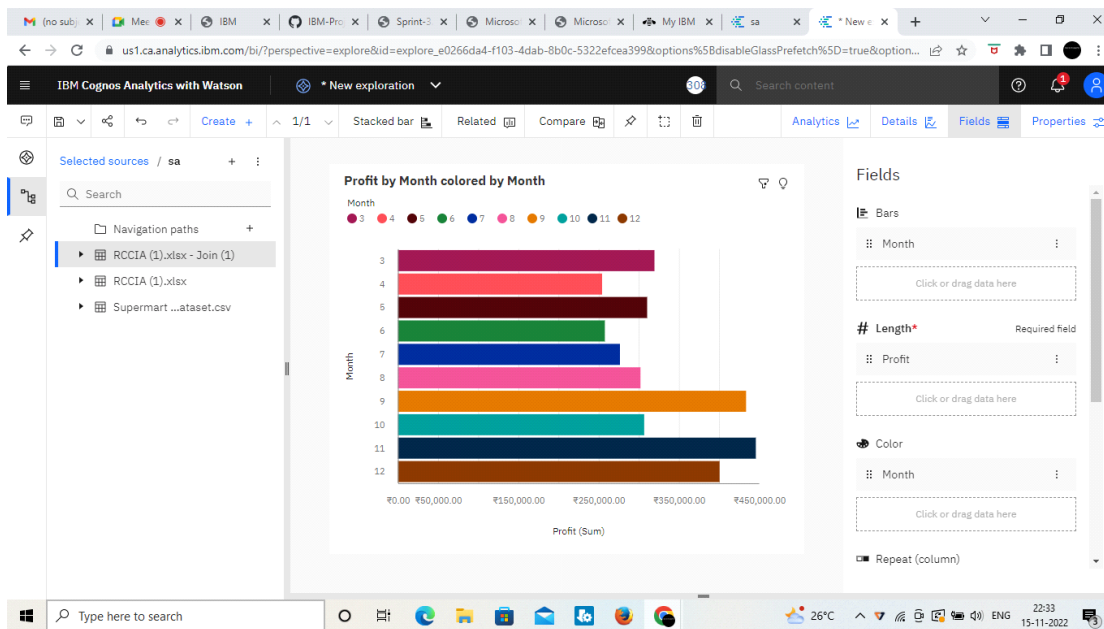 (no subj
Mee
IBM
IBM-Pro
Sprint-3
Microso
Microso
My IBM
sa
* New e
us1.ca.analytics.ibm.com/bi/?perspective=explore&id=explore_e0266da4-f103-4dab-8b0c-5322efcea399&options%5BdisableGlassPrefetch%5D=true&option...
IBM Cognos Analytics with Watson
* New exploration
Search content
1
Create +
1/1
Stacked bar
Related
Compare
Analytics
Details
Fields
Properties
Selected sources / sa
Search
Navigation paths
RCCIA (1).xlsx - Join (1)
RCCIA (1).xlsx
Supermart ...ataset.csv
Profit by Month colored by Month
Month
3 4 5 6 7 8 9 10 11 12
3
4
5
6
7
8
9
10
11
12
Month
₹0.00 ₹50,000.00 ₹150,000.00 ₹250,000.00 ₹350,000.00 ₹450,000.00
Profit (Sum)
Fields
Bars
Month
Click or drag data here
# Length* Required field
Profit
Click or drag data here
Color
Month
Click or drag data here
Repeat (column)
Type here to search
26°C
ENG
22:33
15-11-2022
3